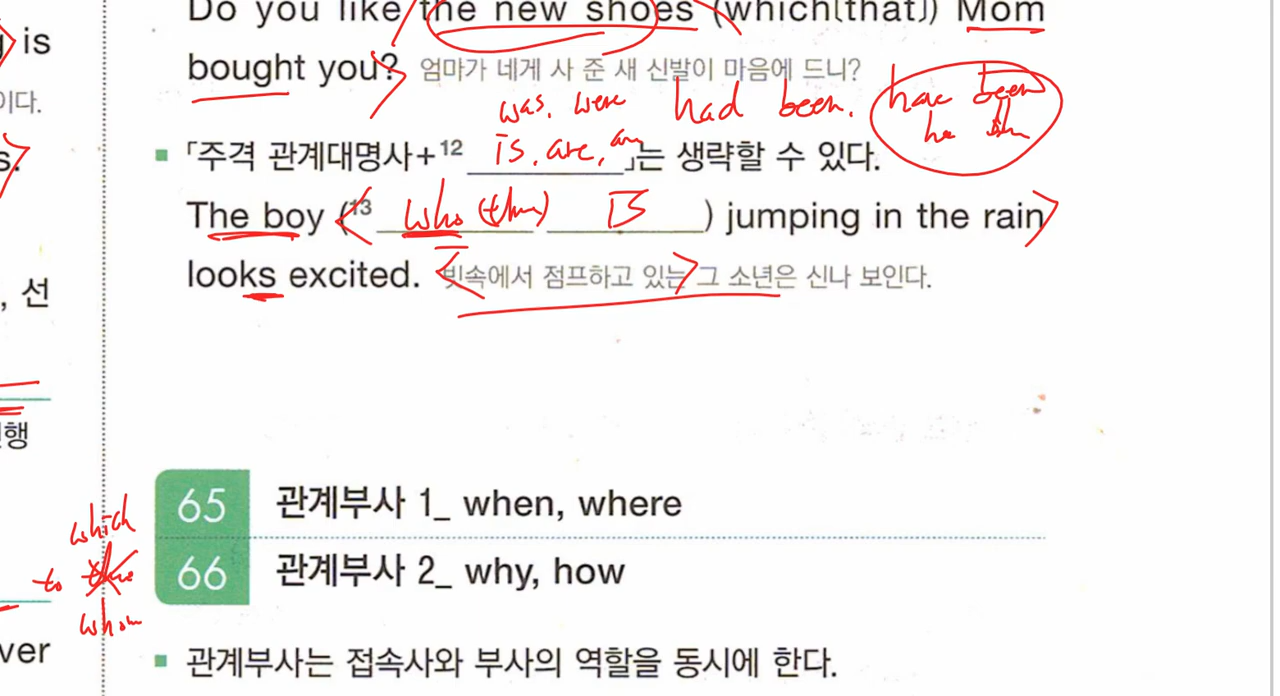 Do you like the new shoes (which[that]) Mom
is
bought you? 엄마가 네게 사 준 새 신발이 마음에 드니?
이다.
was. were had been. have been
is, are, am
s.
「주격 관계대명사+12 」는 생략할 수 있다.
The boy (13 who (that) is ) jumping in the rain
looks excited. 빗속에서 점프하고 있는 그 소년은 신나 보인다.
, 선
행
65 관계부사 1_ when, where
which
66 관계부사 2_ why, how
to
whom
ver
관계부사는 접속사와 부사의 역할을 동시에 한다.